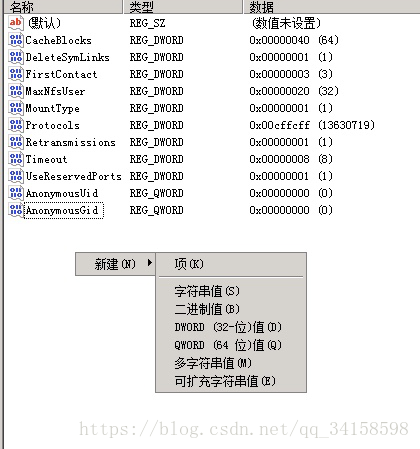 名称 类型 数据
(默认) REG_SZ (数值未设置)
CacheBlocks REG_DWORD 0x00000040 (64)
DeleteSymLinks REG_DWORD 0x00000001 (1)
FirstContact REG_DWORD 0x00000003 (3)
MaxNfsUser REG_DWORD 0x00000020 (32)
MountType REG_DWORD 0x00000001 (1)
Protocols REG_DWORD 0x00cffcff (13630719)
Retransmissions REG_DWORD 0x00000001 (1)
Timeout REG_DWORD 0x00000008 (8)
UseReservedPorts REG_DWORD 0x00000001 (1)
AnonymousUid REG_QWORD 0x00000000 (0)
AnonymousGid REG_QWORD 0x00000000 (0)
新建(N) 项(K)
字符串值(S)
二进制值(B)
DWORD (32-位)值(D)
QWORD (64 位)值(Q)
多字符串值(M)
可扩充字符串值(E)
https://blog.csdn.net/qq_34158598